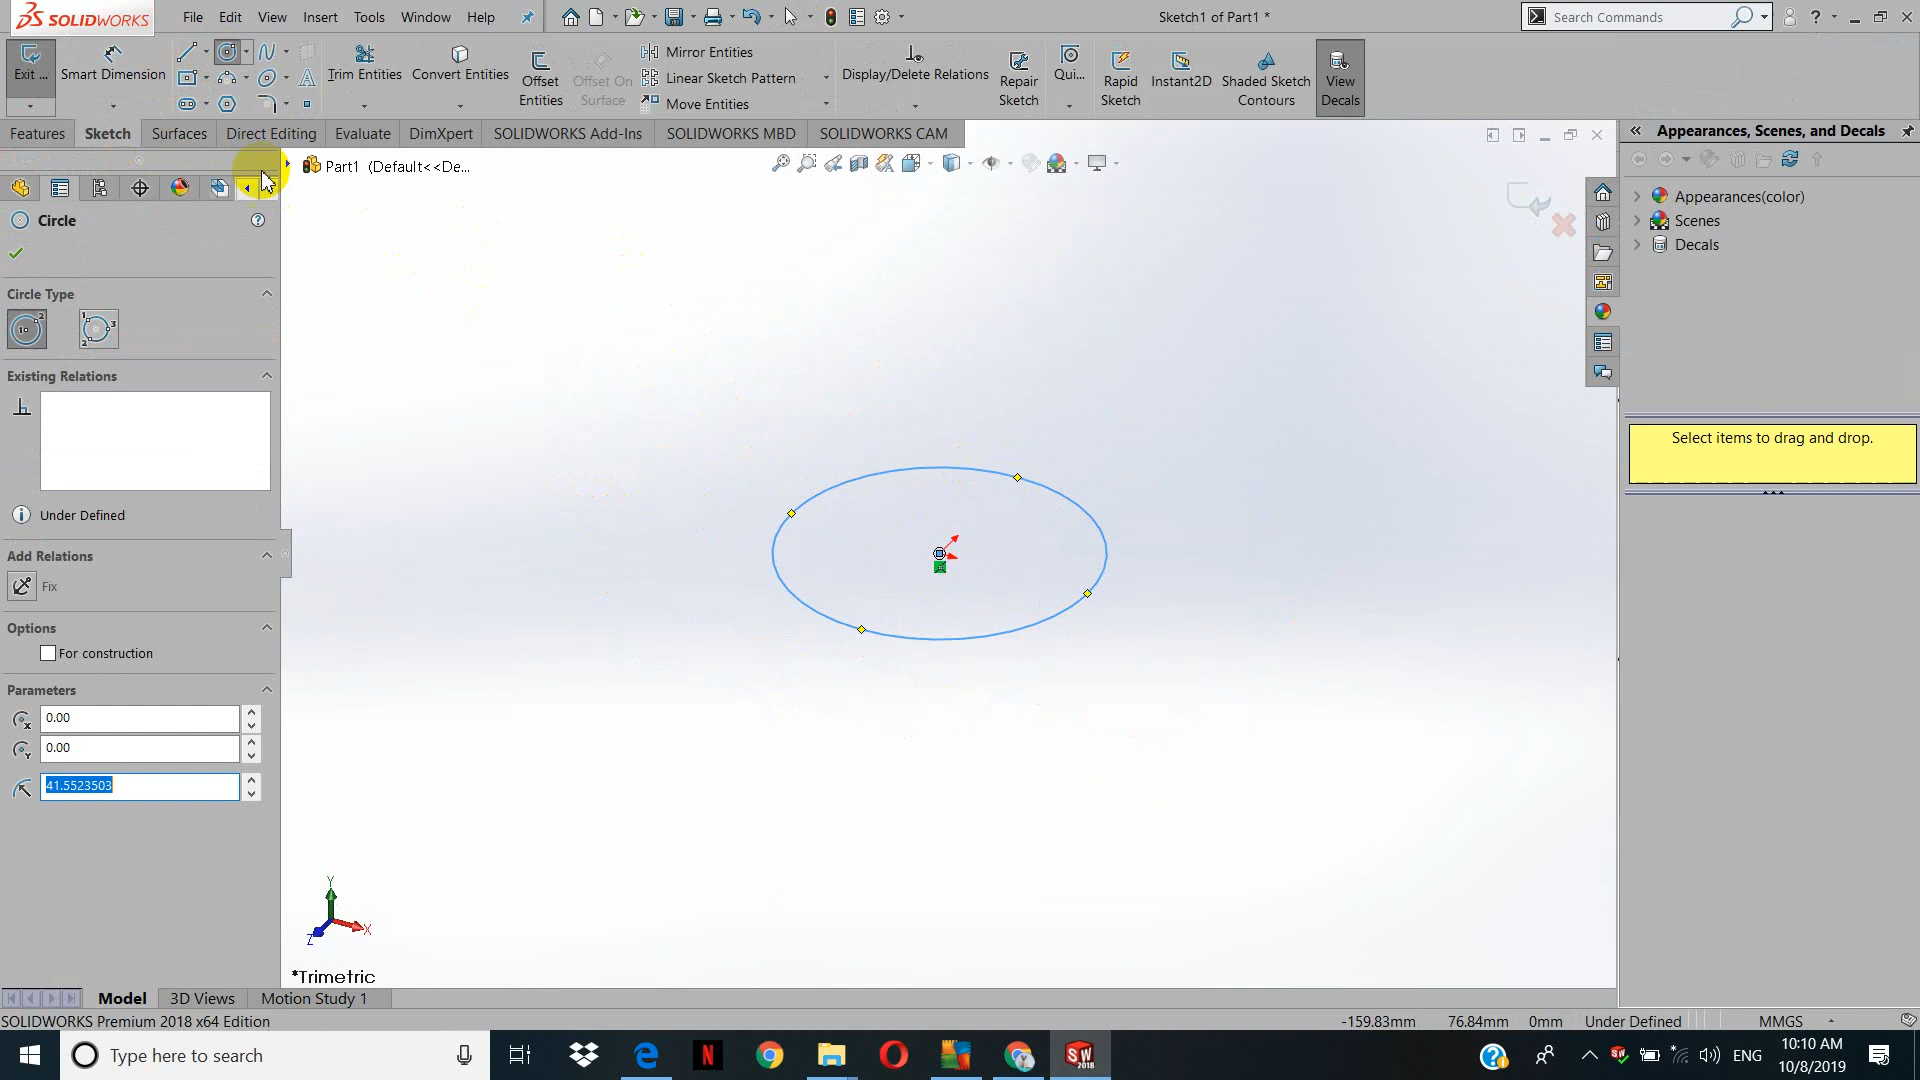 SOLIDWORKS
File Edit View Insert Tools Window Help
Sketch1 of Part1 *
Search Commands
Exit ...
Smart Dimension
Trim Entities
Convert Entities
Offset Entities
Offset On Surface
Mirror Entities
Linear Sketch Pattern
Move Entities
Display/Delete Relations
Repair Sketch
Qui...
Rapid Sketch
Instant2D
Shaded Sketch Contours
View Decals
Features Sketch Surfaces Direct Editing Evaluate DimXpert SOLIDWORKS Add-Ins SOLIDWORKS MBD SOLIDWORKS CAM
Appearances, Scenes, and Decals
Part1 (Default<<De...
Appearances(color)
Scenes
Decals
Select items to drag and drop.
Circle
Circle Type
Existing Relations
Under Defined
Add Relations
Fix
Options
For construction
Parameters
0.00
0.00
41.5523503
Y
X
Z
*Trimetric
Model 3D Views Motion Study 1
SOLIDWORKS Premium 2018 x64 Edition
-159.83mm 76.84mm 0mm Under Defined MMGS
Type here to search
ENG
10:10 AM
10/8/2019